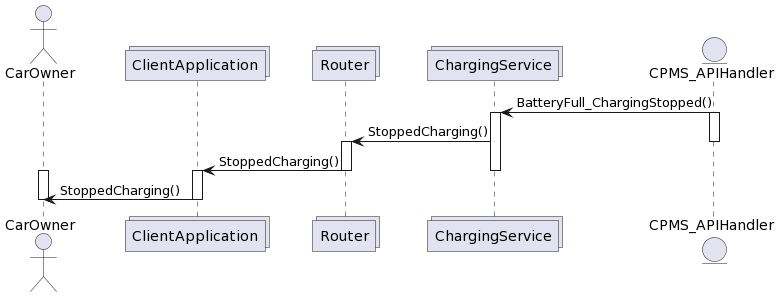 CarOwner
ClientApplication
Router
ChargingService
CPMS_APIHandler
BatteryFull_ChargingStopped()
StoppedCharging()
StoppedCharging()
StoppedCharging()
CarOwner
ClientApplication
Router
ChargingService
CPMS_APIHandler